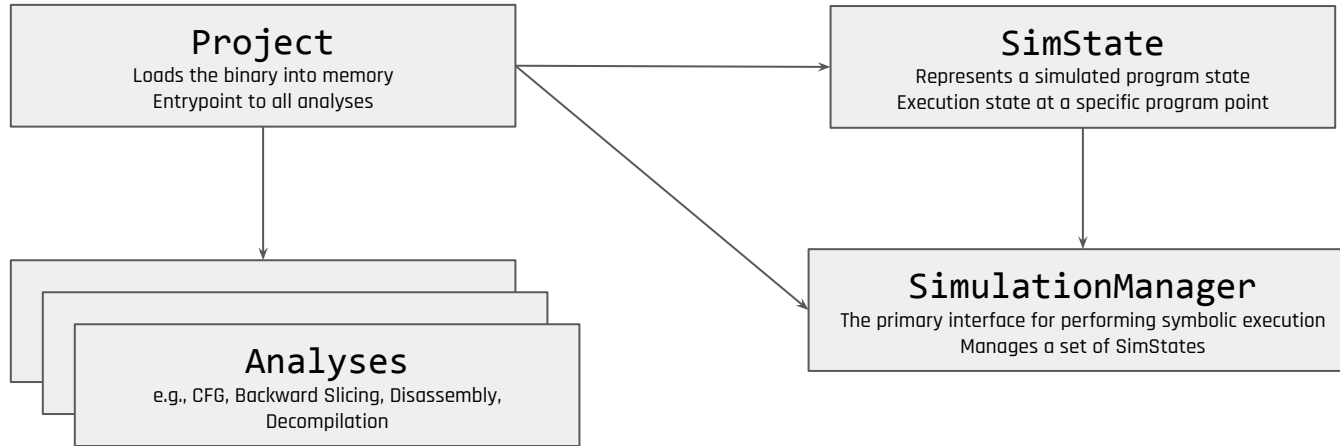 Project
Loads the binary into memory
Entrypoint to all analyses
SimState
Represents a simulated program state
Execution state at a specific program point
SimulationManager
The primary interface for performing symbolic execution
Manages a set of SimStates
Analyses
e.g., CFG, Backward Slicing, Disassembly,
Decompilation